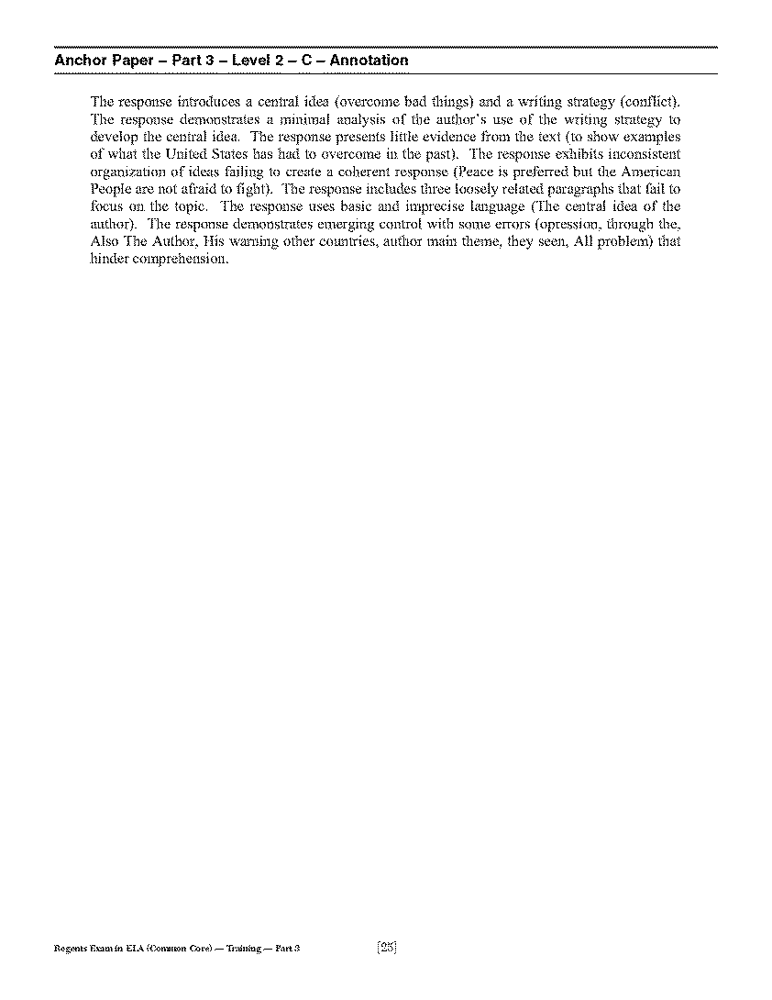 Anchor Paper – Part 3 – Level 2 – C – Annotation
The response introduces a central idea (overcome bad things) and a writing strategy (conflict).
The response demonstrates a minimal analysis of the author's use of the writing strategy to
develop the central idea. The response presents little evidence from the text (to show examples
of what the United States has had to overcome in the past). The response exhibits inconsistent
organization of ideas failing to create a coherent response (Peace is preferred but the American
People are not afraid to fight). The response includes three loosely related paragraphs that fail to
focus on the topic. The response uses basic and imprecise language (The central idea of the
author). The response demonstrates emerging control with some errors (opression, through the,
Also The Author, His warning other countries, author main theme, they seen, All problem) that
hinder comprehension.
Regents Exam in ELA (Common Core) — Training — Part 3 [25]